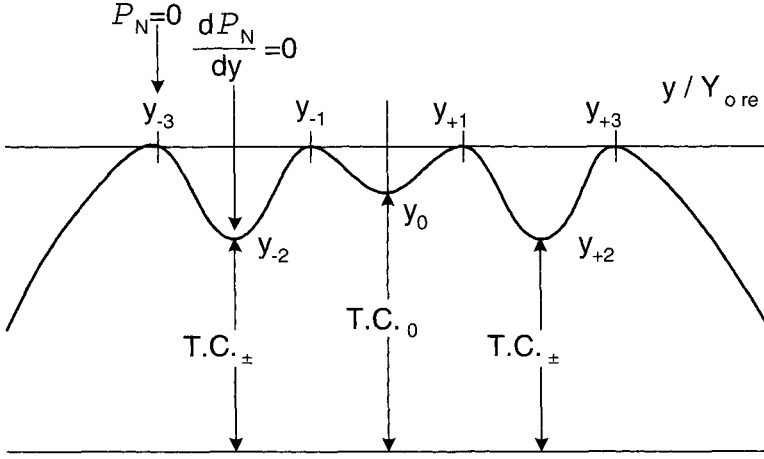 P_N=0
dP_N/dy=0
y / Y_o re
y_-3
y_-1
y_+1
y_+3
y_0
y_-2
y_+2
T.C._±
T.C._0
T.C._±